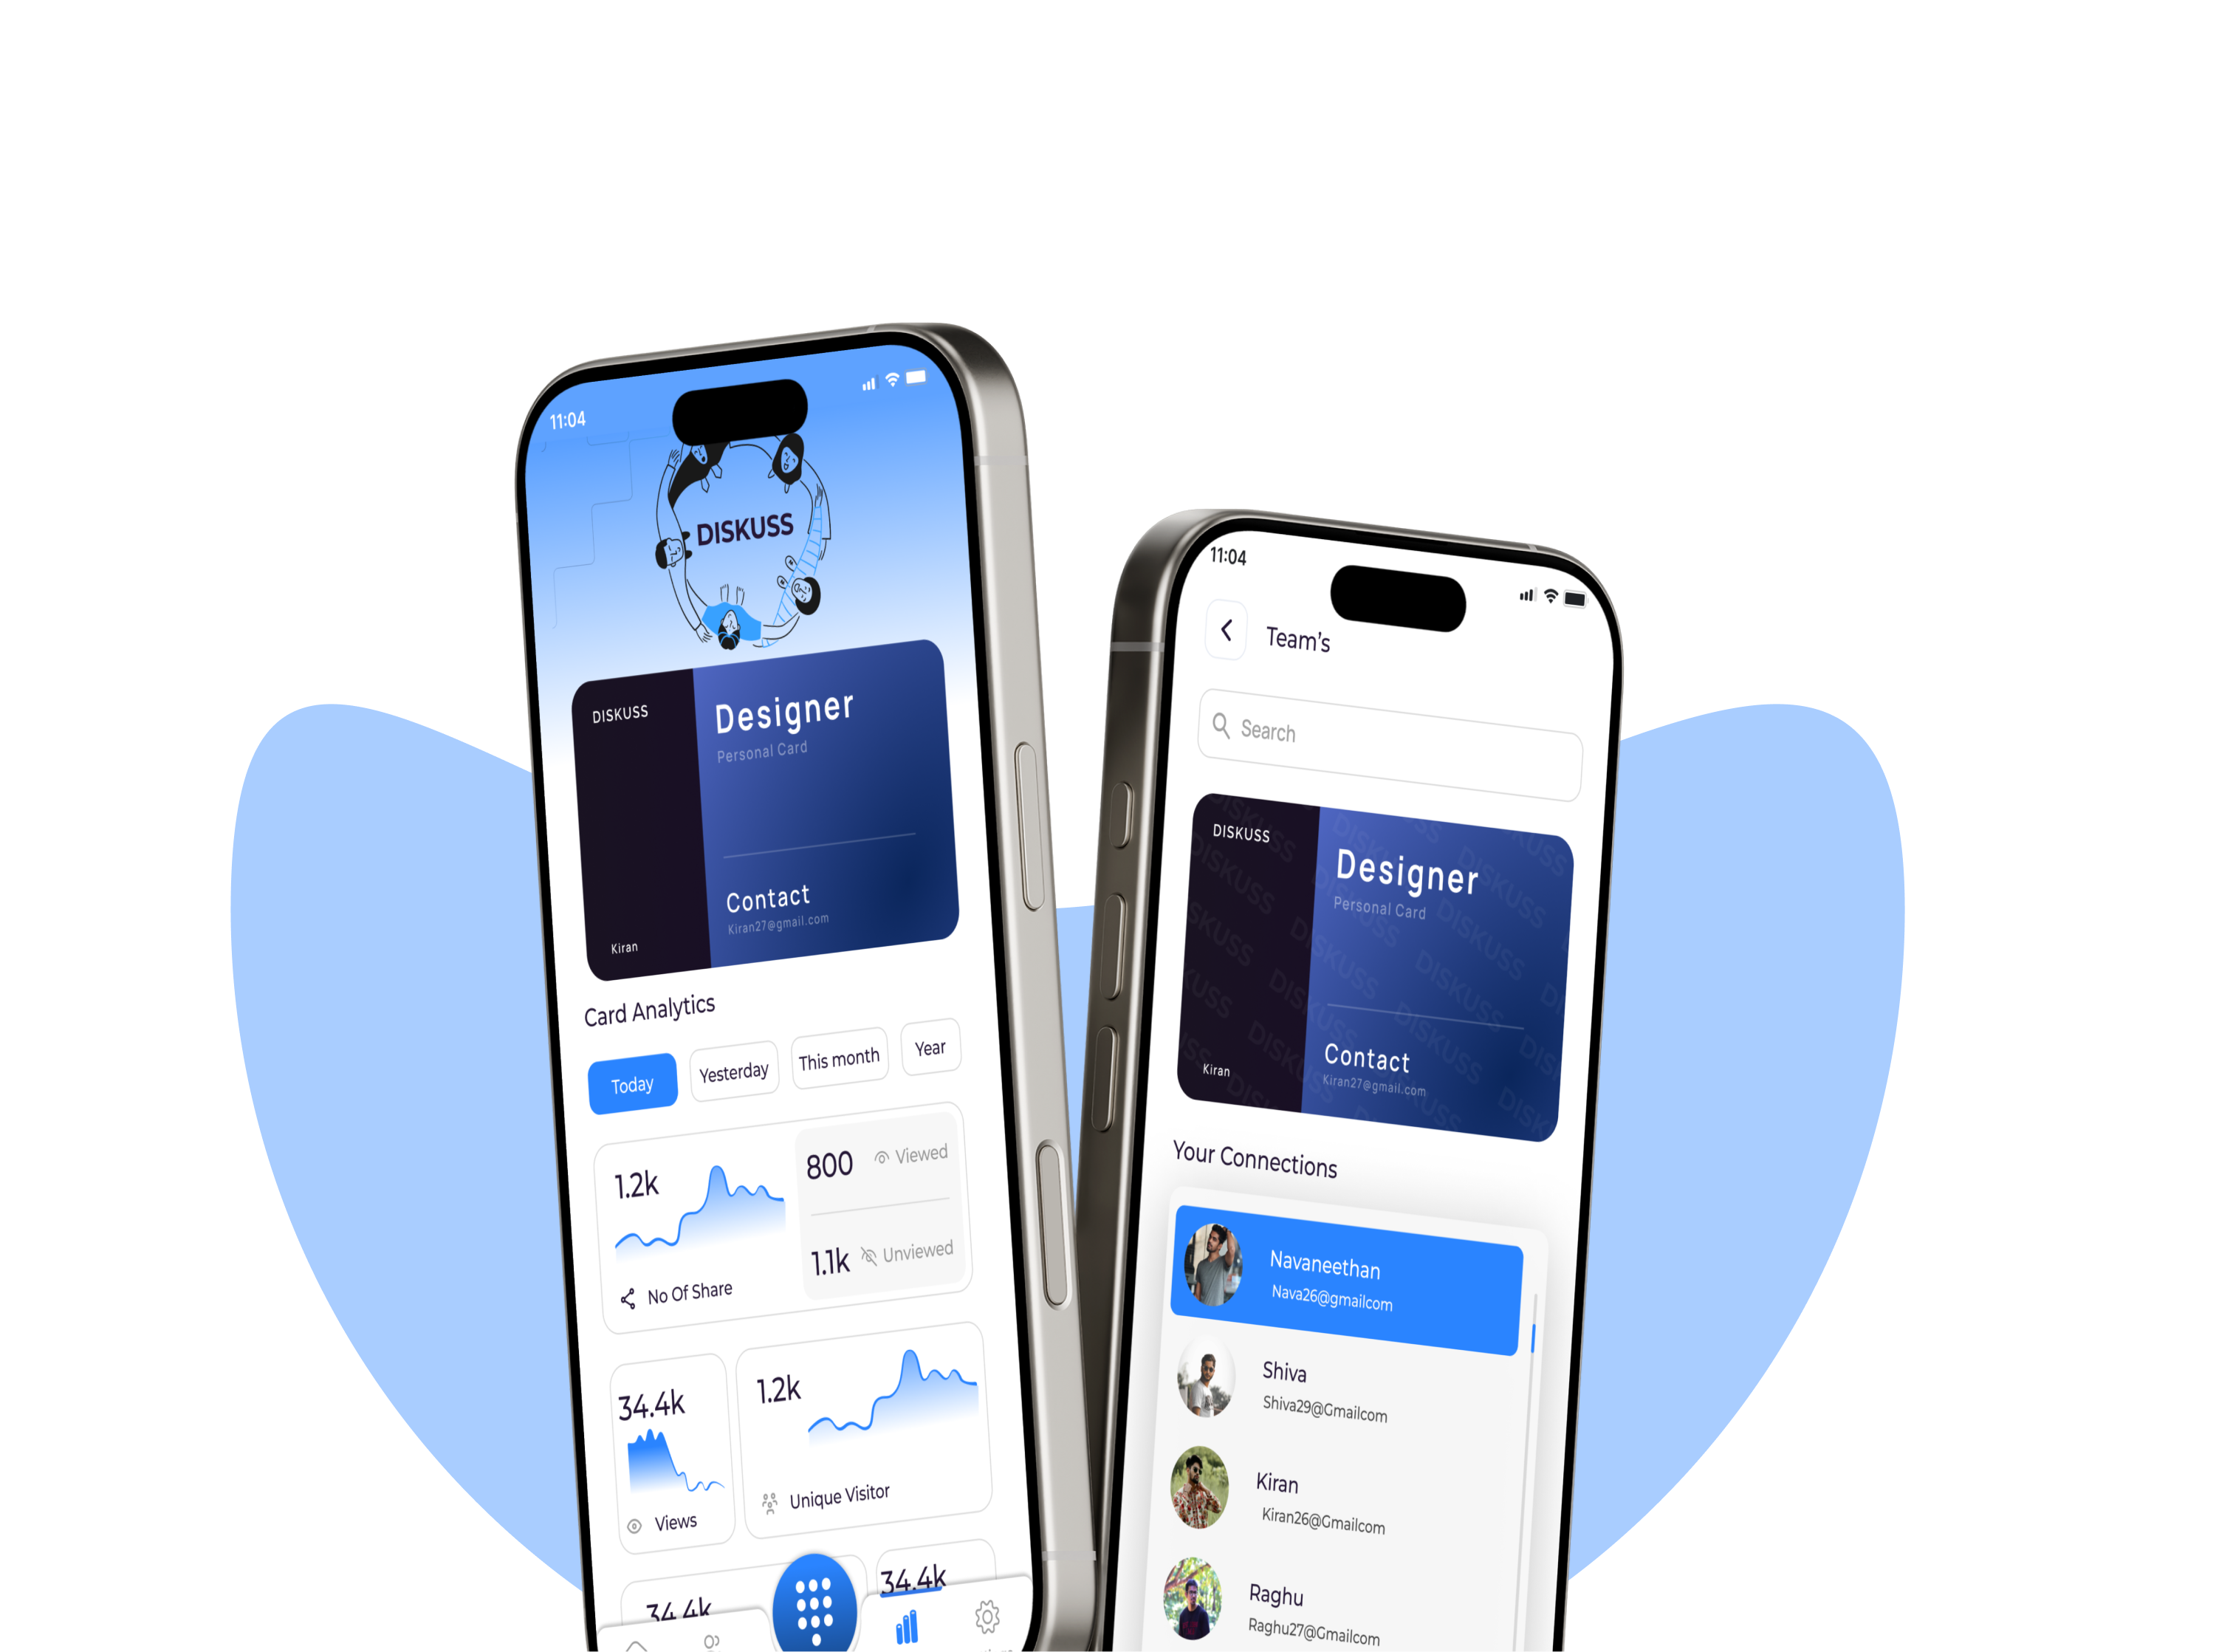 11:04
DISKUSS
DISKUSS
Designer
Personal Card
Contact
Kiran27@gmail.com
Kiran
Card Analytics
Today
Yesterday
This month
Year
1.2k
No Of Share
800
Viewed
1.1k
Unviewed
34.4k
Views
1.2k
Unique Visitor
34.4k
34.4k
11:04
Team's
Search
DISKUSS
Designer
Personal Card
Contact
Kiran27@gmail.com
Kiran
Your Connections
Navaneethan
Nava26@gmailcom
Shiva
Shiva29@Gmailcom
Kiran
Kiran26@Gmailcom
Raghu
Raghu27@Gmailcom